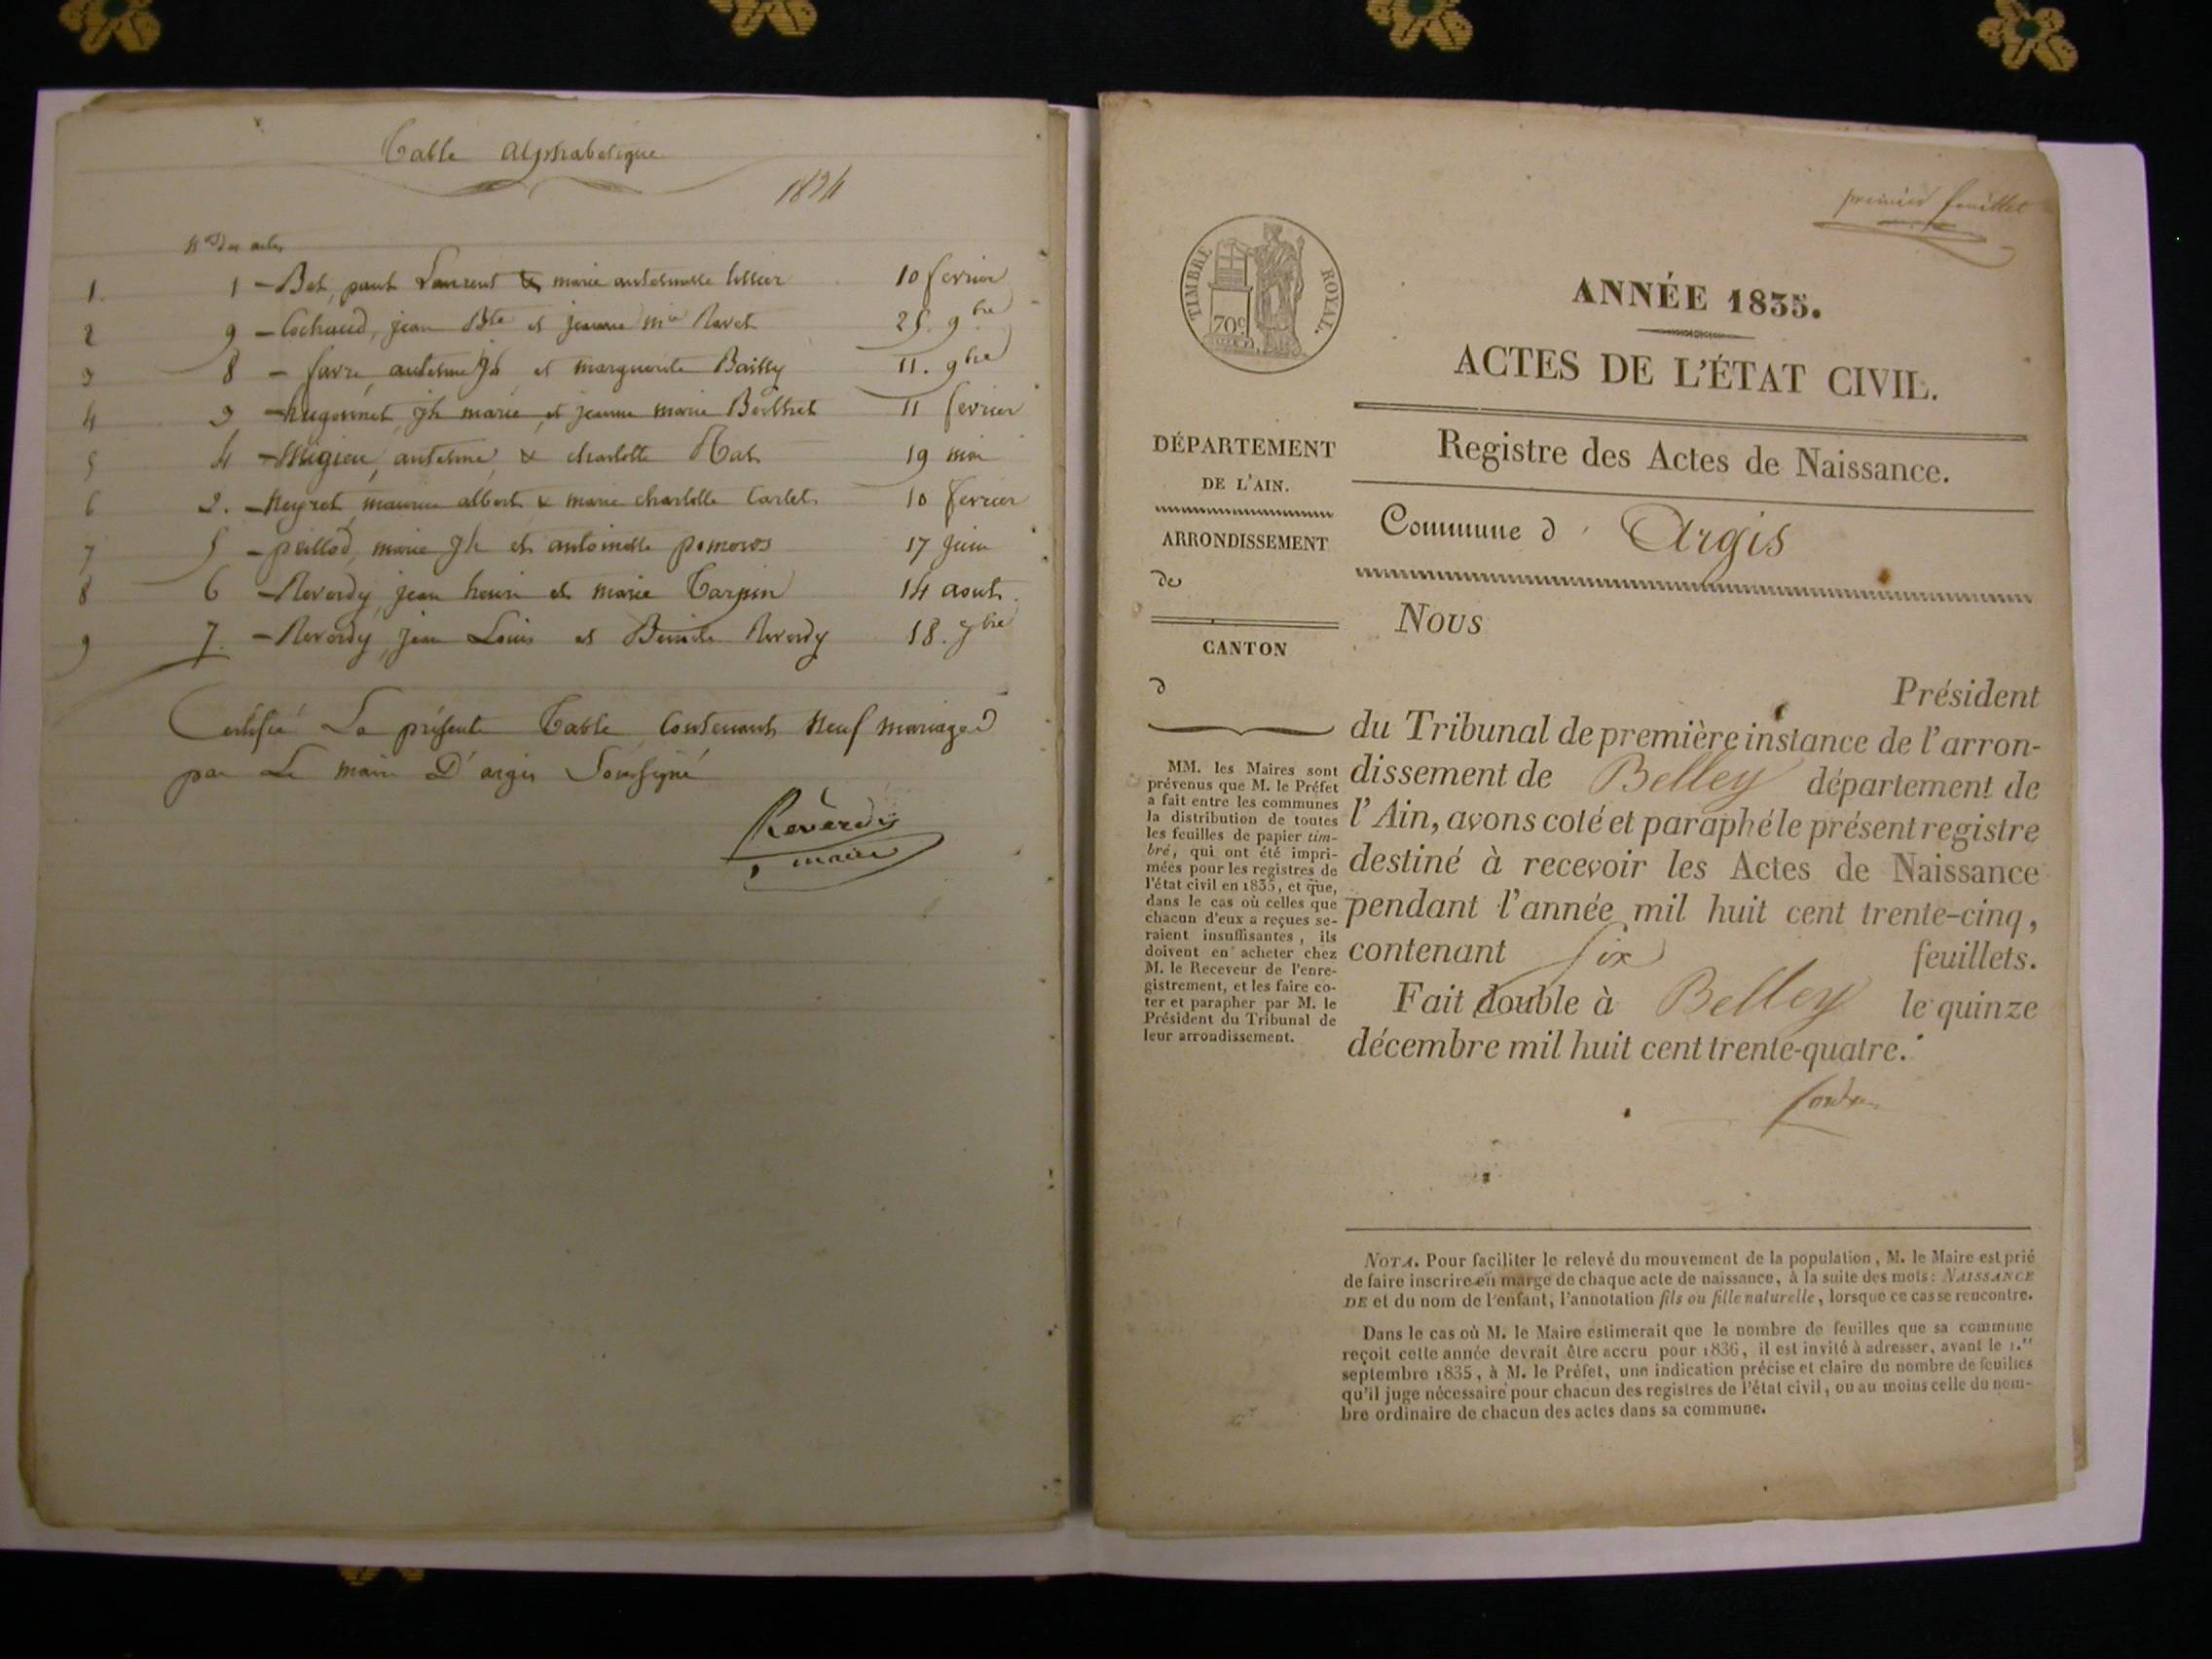 Table alphabetique
1834
Nos des actes
1. 1 - Bet, paul Laurent & marie anthelmette 10 fevrier
2 9 - Cochaud, jean Bte et jeanne mie Ravet 25. 9bre
3 8 - favre, anthelme jh et marguerite Bailly 11. 9bre
4 3 - hugonnet, jh marie, et jeanne marie Berthet 11 fevrier
5 4 - Migieu, anthelme, & charlotte 19 mai
6 2. - Neyret, maurice albert & marie charlotte Carlet 10 fevrier
7 5 - peillod, marie jh et antoinette 17 juin
8 6 - Reverdy, jean henri et marie Tarpin 14 aout.
9 7. - Reverdy, jean Louis et Benoite Reverdy 18. 7bre
Certifié La présente Table Contenant Neuf mariages
par Le maire D'argis Soussigné
Réverdy
maire
premier feuillet
TIMBRE ROYAL.
70c
ANNÉE 1835.
ACTES DE L'ÉTAT CIVIL.
Registre des Actes de Naissance.
Commune d' Argis
DÉPARTEMENT
DE L'AIN.
ARRONDISSEMENT
de
CANTON
d
MM. les Maires sont
prévenus que M. le Préfet
a fait entre les communes
la distribution de toutes
les feuilles de papier tim-
bré, qui ont été impri-
mées pour les registres de
l'état civil en 1835, et que,
dans le cas où celles que
chacun d'eux a reçues se-
raient insuffisantes, ils
doivent en acheter chez
M. le Receveur de l'enre-
gistrement, et les faire co-
ter et parapher par M. le
Président du Tribunal de
leur arrondissement.
Nous
Président
du Tribunal de première instance de l'arron-
dissement de Belley département de
l'Ain, avons coté et paraphé le présent registre
destiné à recevoir les Actes de Naissance
pendant l'année mil huit cent trente-cinq,
contenant Six feuillets.
Fait double à Belley le quinze
décembre mil huit cent trente-quatre.
NOTA. Pour faciliter le relevé du mouvement de la population, M. le Maire est prié
de faire inscrire en marge de chaque acte de naissance, à la suite des mots: NAISSANCE
DE et du nom de l'enfant, l'annotation fils ou fille naturelle, lorsque ce cas se rencontre.
Dans le cas où M. le Maire estimerait que le nombre de feuilles que sa commune
reçoit cette année devrait être accru pour 1836, il est invité à adresser, avant le 1.er
septembre 1835, à M. le Préfet, une indication précise et claire du nombre de feuilles
qu'il juge nécessaire pour chacun des registres de l'état civil, ou au moins celle du nom-
bre ordinaire de chacun des actes dans sa commune.